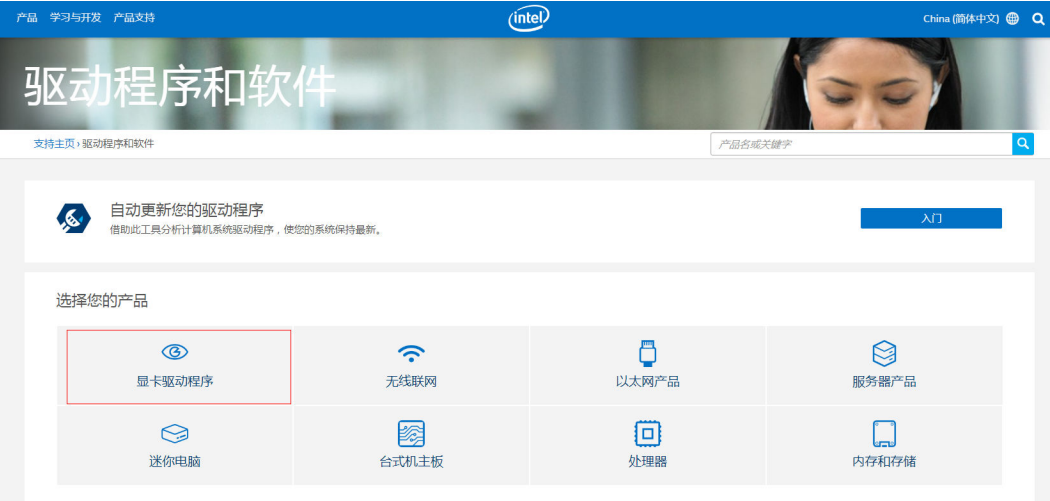 产品 学习与开发 产品支持
intel
China (简体中文)
驱动程序和软件
支持主页 › 驱动程序和软件
产品名或关键字
自动更新您的驱动程序
借助此工具分析计算机系统驱动程序，使您的系统保持最新。
入门
选择您的产品
显卡驱动程序
无线联网
以太网产品
服务器产品
迷你电脑
台式机主板
处理器
内存和存储